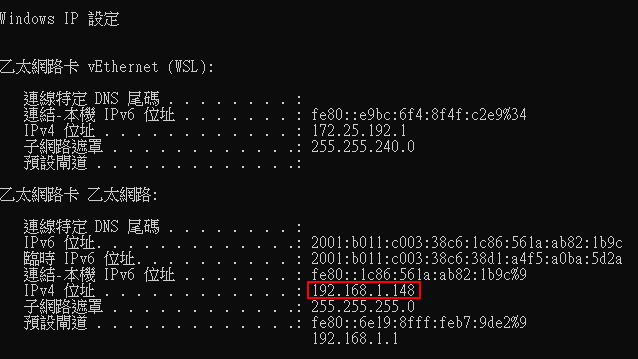 Windows IP 設定
乙太網路卡 vEthernet (WSL):
連線特定 DNS 尾碼 . . . . . . . . :
連結-本機 IPv6 位址 . . . . . . . : fe80::e9bc:6f4:8f4f:c2e9%34
IPv4 位址 . . . . . . . . . . . . : 172.25.192.1
子網路遮罩 . . . . . . . . . . . .: 255.255.240.0
預設閘道 . . . . . . . . . . . . .:
乙太網路卡 乙太網路:
連線特定 DNS 尾碼 . . . . . . . . :
IPv6 位址. . . . . . . . . . . . .: 2001:b011:c003:38c6:1c86:561a:ab82:1b9c
臨時 IPv6 位址. . . . . . . . . . : 2001:b011:c003:38c6:38d1:a4f5:a0ba:5d2a
連結-本機 IPv6 位址 . . . . . . . : fe80::1c86:561a:ab82:1b9c%9
IPv4 位址 . . . . . . . . . . . . : 192.168.1.148
子網路遮罩 . . . . . . . . . . . .: 255.255.255.0
預設閘道 . . . . . . . . . . . . .: fe80::6e19:8fff:feb7:9de2%9
192.168.1.1